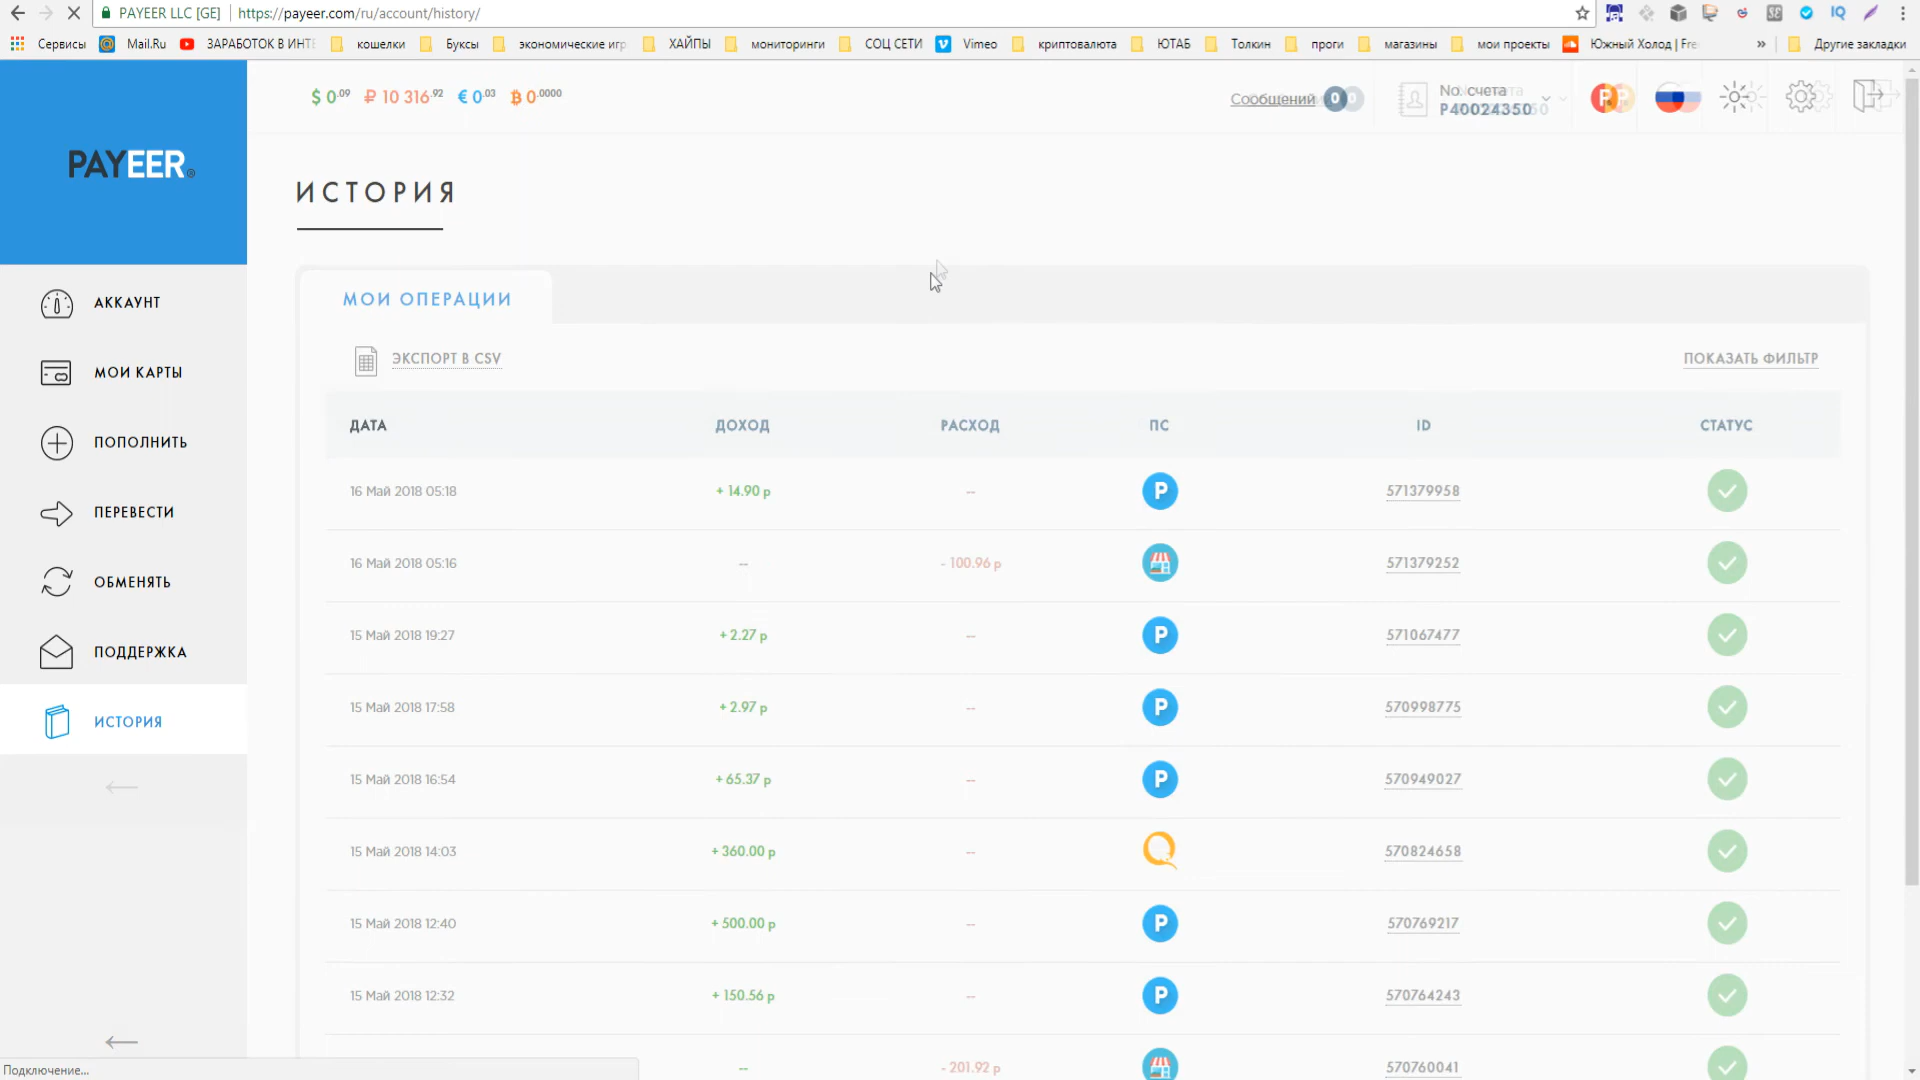 PAYEER LLC [GE] https://payeer.com/ru/account/history/
Сервисы Mail.Ru ЗАРАБОТОК В ИНТЕ кошелки Буксы экономические игр ХАЙПЫ мониторинги СОЦ СЕТИ Vimeo криптовалюта ЮТАБ Толкин проги магазины мои проекты Южный Холод | Fre » Другие закладки
$ 0.09 ₽ 10 316.92 € 0.03 0.0000
Сообщений 0
No. счета
P40024350
PAYEER
ИСТОРИЯ
АККАУНТ
МОИ КАРТЫ
ПОПОЛНИТЬ
ПЕРЕВЕСТИ
ОБМЕНЯТЬ
ПОДДЕРЖКА
ИСТОРИЯ
МОИ ОПЕРАЦИИ
ЭКСПОРТ В CSV ПОКАЗАТЬ ФИЛЬТР
ДАТА ДОХОД РАСХОД ПС ID СТАТУС
16 Май 2018 05:18 + 14.90 р -- P 571379958
16 Май 2018 05:16 -- - 100.96 р 571379252
15 Май 2018 19:27 + 2.27 р -- P 571067477
15 Май 2018 17:58 + 2.97 р -- P 570998775
15 Май 2018 16:54 + 65.37 р -- P 570949027
15 Май 2018 14:03 + 360.00 р -- 570824658
15 Май 2018 12:40 + 500.00 р -- P 570769217
15 Май 2018 12:32 + 150.56 р -- P 570764243
-- - 201.92 р 570760041
Подключение...